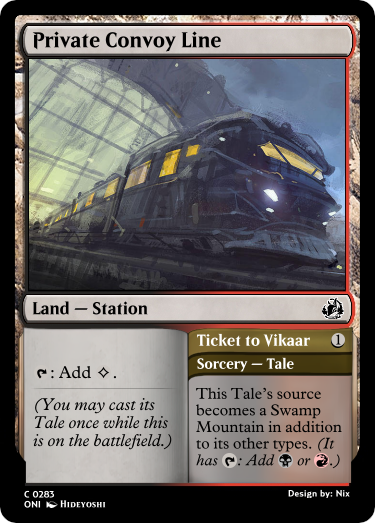 Private Convoy Line
Land — Station
: Add .
(You may cast its
Tale once while this
is on the battlefield.)
Ticket to Vikaar 1
Sorcery — Tale
This Tale's source
becomes a Swamp
Mountain in addition
to its other types. (It
has : Add or .)
C 0283
ONI Hideyoshi
Design by: Nix